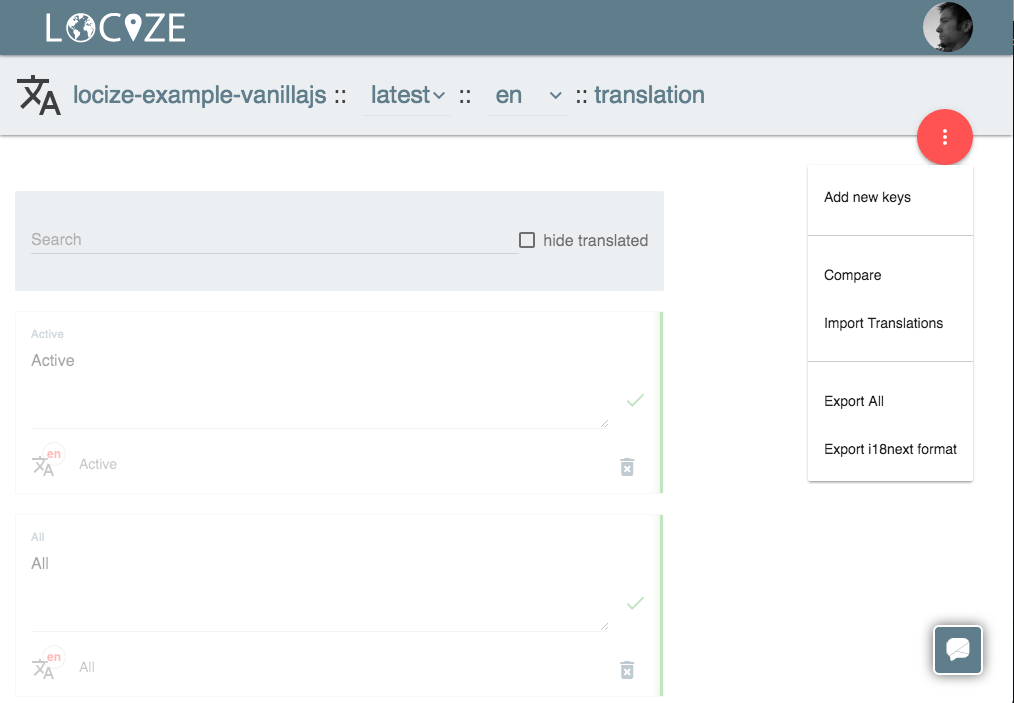 LOCIZE
locize-example-vanillajs :: latest :: en :: translation
Add new keys
Compare
Import Translations
Export All
Export i18next format
Search
hide translated
Active
Active
en
Active
All
All
en
All